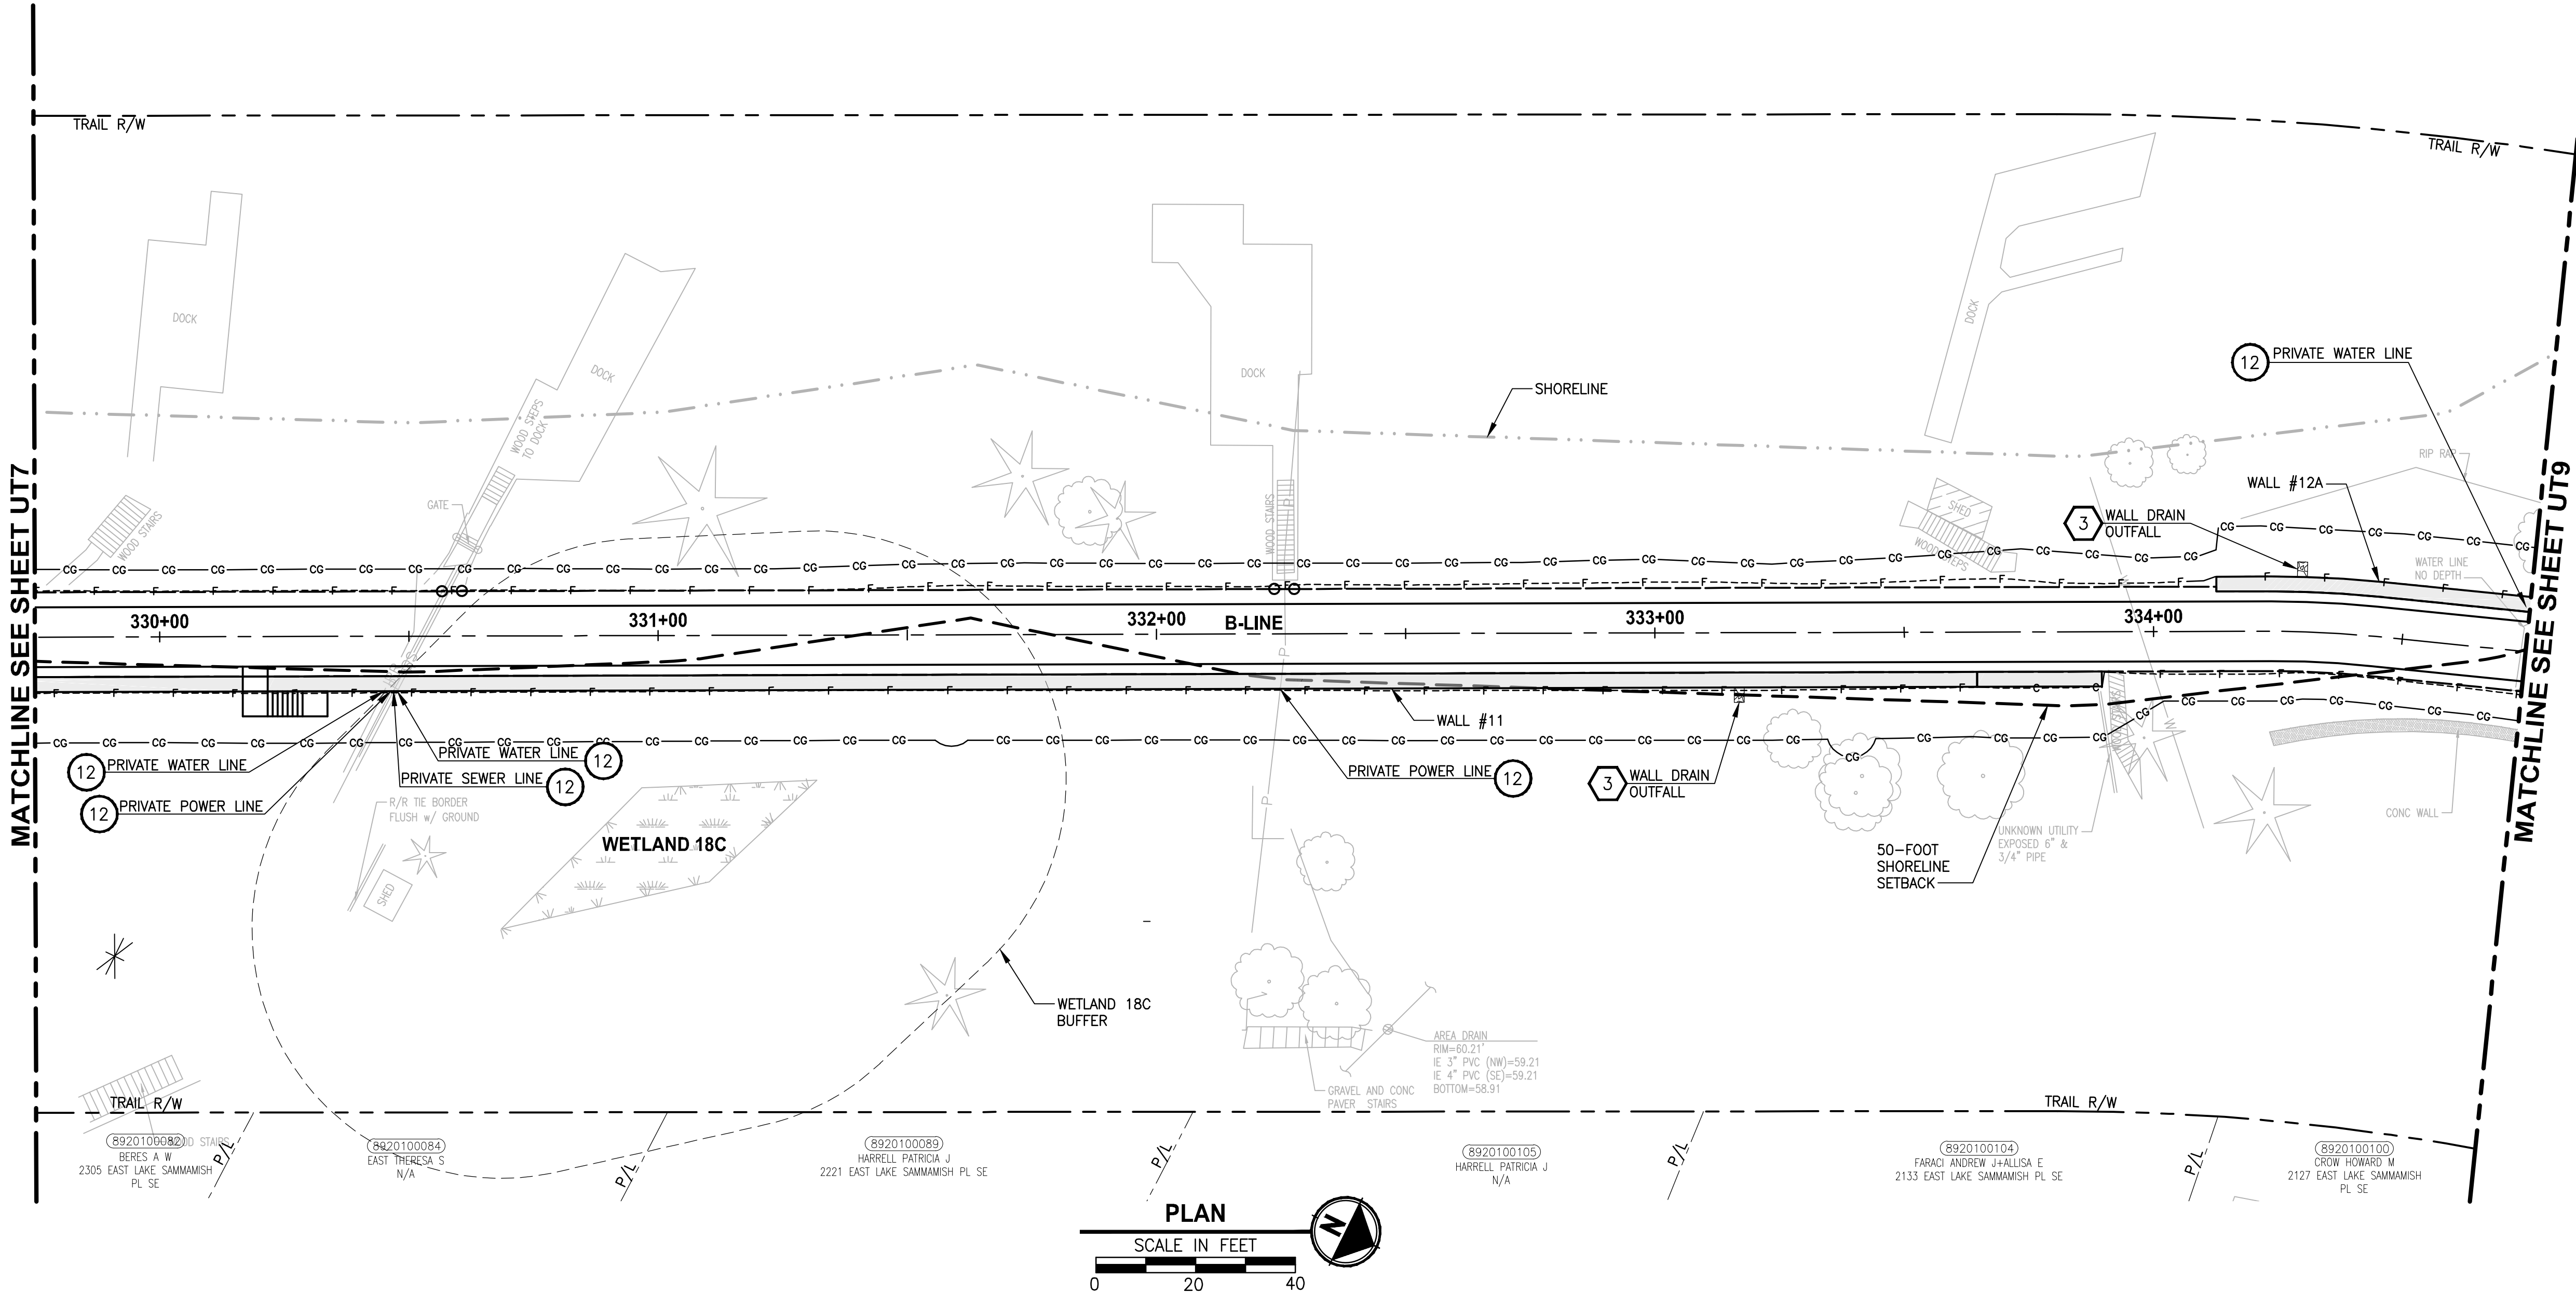 TRAIL R/W
TRAIL R/W
MATCHLINE SEE SHEET UT7
MATCHLINE SEE SHEET UT9
DOCK
DOCK
DOCK
DOCK
WOOD STEPS
TO DOCK
GATE
WOOD STAIRS
WOOD STAIRS
SHORELINE
12 PRIVATE WATER LINE
RIP RAP
WALL #12A
3 WALL DRAIN
OUTFALL
SHED
WOOD STEPS
WATER LINE
NO DEPTH
330+00
331+00
332+00
B-LINE
333+00
334+00
WALL #11
12 PRIVATE WATER LINE
12 PRIVATE POWER LINE
PRIVATE WATER LINE 12
PRIVATE SEWER LINE 12
PRIVATE POWER LINE 12
3 WALL DRAIN
OUTFALL
R/R TIE BORDER
FLUSH w/ GROUND
SHED
WETLAND 18C
50-FOOT
SHORELINE
SETBACK
UNKNOWN UTILITY
EXPOSED 6" &
3/4" PIPE
CONC WALL
WETLAND 18C
BUFFER
AREA DRAIN
RIM=60.21'
IE 3" PVC (NW)=59.21
IE 4" PVC (SE)=59.21
BOTTOM=58.91
GRAVEL AND CONC
PAVER STAIRS
TRAIL R/W
TRAIL R/W
WOOD STAIRS
8920100082
BERES A W
2305 EAST LAKE SAMMAMISH
PL SE
P/L
8920100084
EAST THERESA S
N/A
P/L
8920100089
HARRELL PATRICIA J
2221 EAST LAKE SAMMAMISH PL SE
P/L
8920100105
HARRELL PATRICIA J
N/A
P/L
8920100104
FARACI ANDREW J+ALLISA E
2133 EAST LAKE SAMMAMISH PL SE
P/L
8920100100
CROW HOWARD M
2127 EAST LAKE SAMMAMISH
PL SE
PLAN
N
SCALE IN FEET
0 20 40